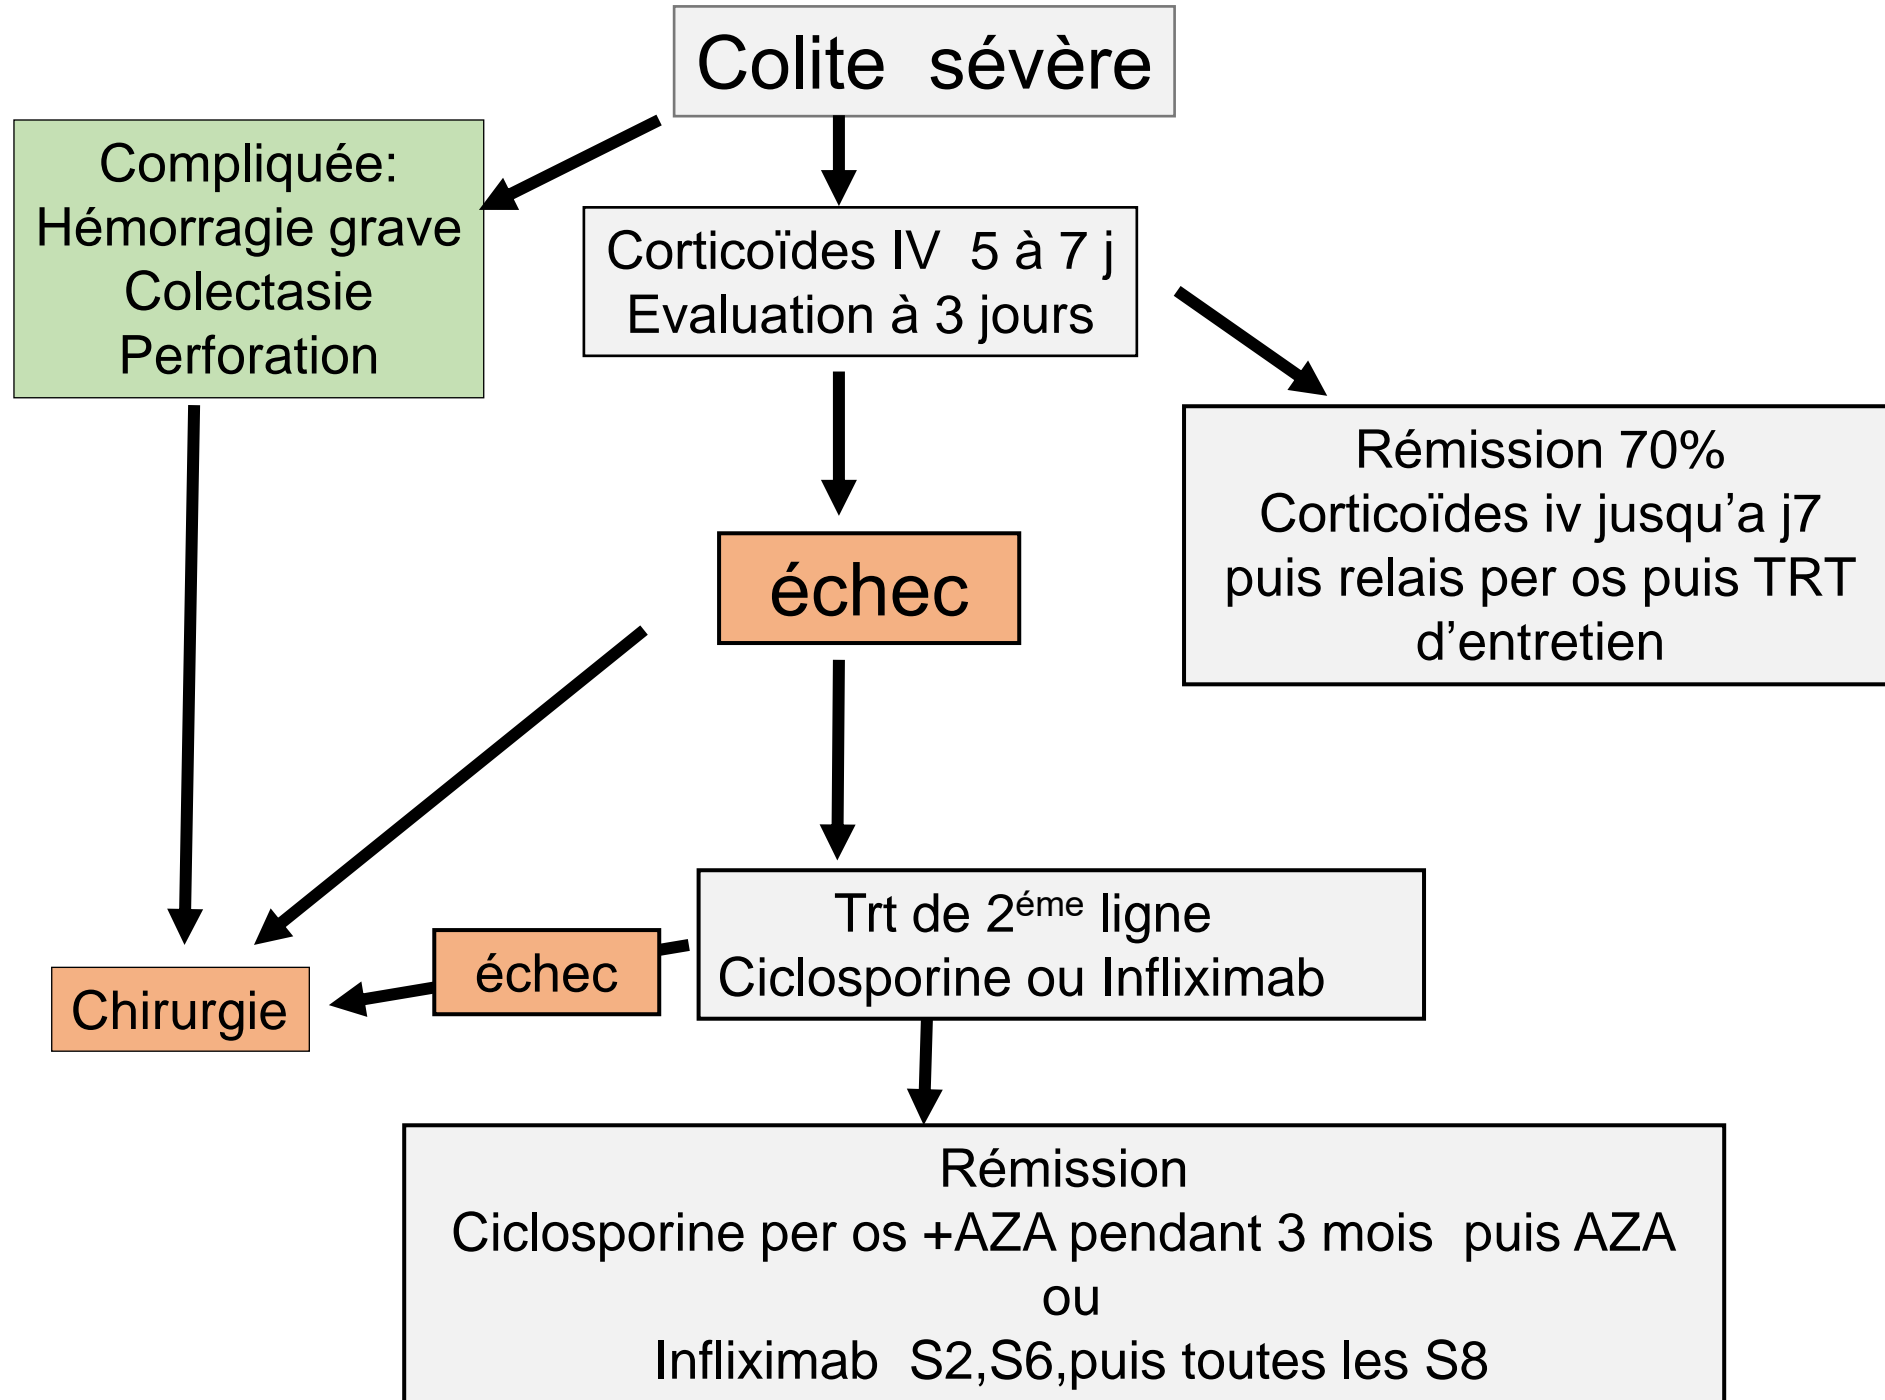 Colite sévère
Compliquée:
Hémorragie grave
Colectasie
Perforation
Corticoïdes IV 5 à 7 j
Evaluation à 3 jours
Rémission 70%
Corticoïdes iv jusqu’a j7
puis relais per os puis TRT
d’entretien
échec
Trt de 2éme ligne
Ciclosporine ou Infliximab
échec
Chirurgie
Rémission
Ciclosporine per os +AZA pendant 3 mois puis AZA
ou
Infliximab S2,S6,puis toutes les S8